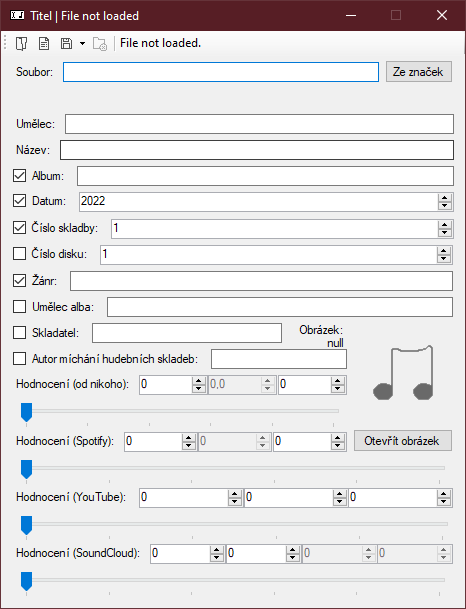 Titel | File not loaded
File not loaded.
Soubor:
Ze značek
Umělec:
Název:
Album:
Datum: 2022
Číslo skladby: 1
Číslo disku: 1
Žánr:
Umělec alba:
Skladatel:
Obrázek:
null
Autor míchání hudebních skladeb:
Hodnocení (od nikoho): 0 0,0 0
Hodnocení (Spotify): 0 0 0
Otevřít obrázek
Hodnocení (YouTube): 0 0 0
Hodnocení (SoundCloud): 0 0 0 0